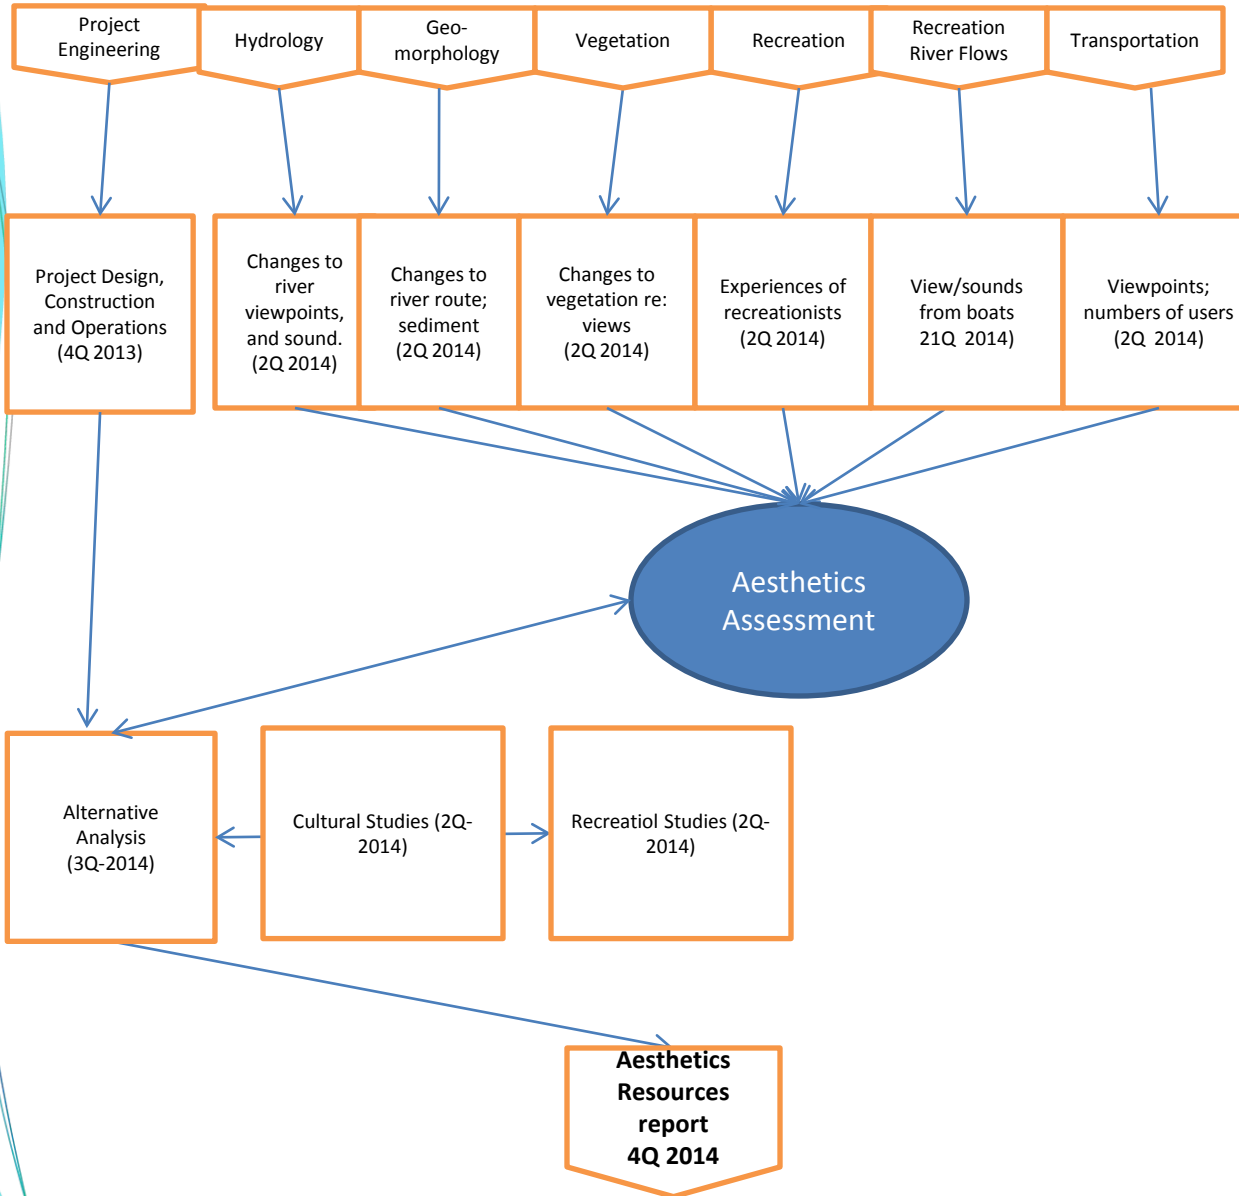 Project
Engineering
Hydrology
Geo-
morphology
Vegetation
Recreation
Recreation
River Flows
Transportation
Project Design,
Construction
and Operations
(4Q 2013)
Changes to
river
viewpoints,
and sound.
(2Q 2014)
Changes to
river route;
sediment
(2Q 2014)
Changes to
vegetation re:
views
(2Q 2014)
Experiences of
recreationists
(2Q 2014)
View/sounds
from boats
21Q 2014)
Viewpoints;
numbers of users
(2Q 2014)
Aesthetics
Assessment
Alternative
Analysis
(3Q-2014)
Cultural Studies (2Q-
2014)
Recreatiol Studies (2Q-
2014)
Aesthetics
Resources
report
4Q 2014